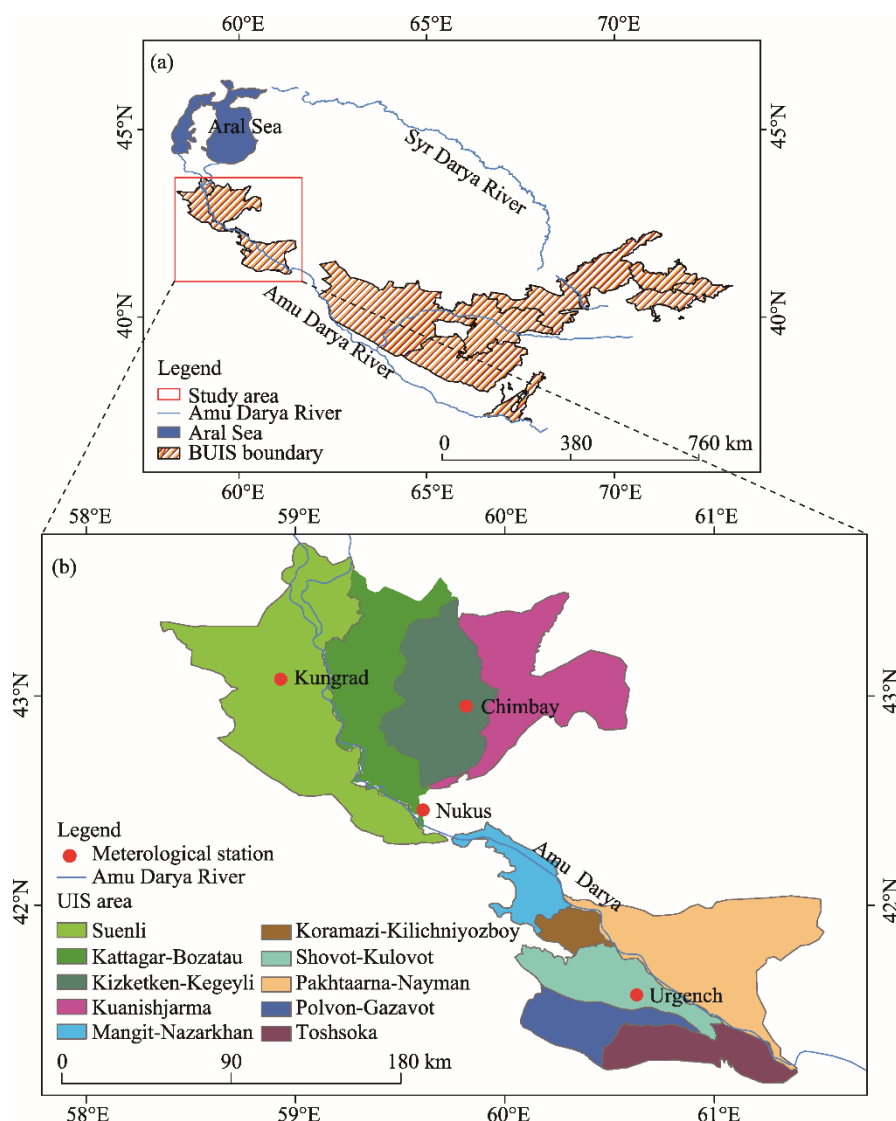 60°E
65°E
70°E
(a)
Aral Sea
45°N
45°N
Syr Darya River
40°N
40°N
Amu Darya River
Legend
Study area
Amu Darya River
Aral Sea
BUIS boundary
0
380
760 km
60°E
65°E
70°E
58°E
59°E
60°E
61°E
(b)
Kungrad
43°N
43°N
Chimbay
Nukus
Legend
Meterological station
Amu Darya River
Amu Darya
42°N
42°N
UIS area
Suenli
Kattagar-Bozatau
Kizketken-Kegeyli
Kuanishjarma
Mangit-Nazarkhan
Koramazi-Kilichniyozboy
Shovot-Kulovot
Pakhtaarna-Nayman
Polvon-Gazavot
Toshsoka
Urgench
0
90
180 km
58°E
59°E
60°E
61°E